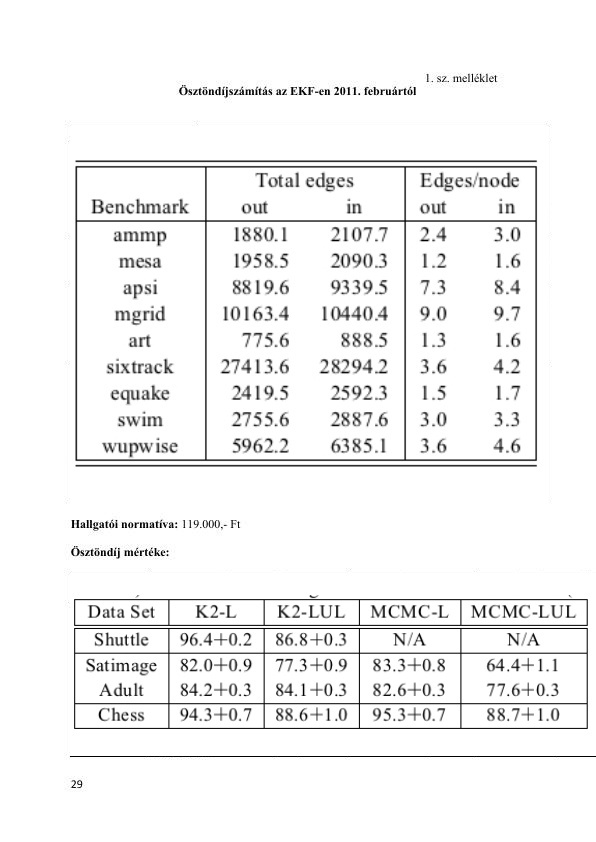 1. sz. melléklet
Ösztöndíjszámítás az EKF-en 2011. februártól
Total edges Edges/node
Benchmark out in out in
ammp 1880.1 2107.7 2.4 3.0
mesa 1958.5 2090.3 1.2 1.6
apsi 8819.6 9339.5 7.3 8.4
mgrid 10163.4 10440.4 9.0 9.7
art 775.6 888.5 1.3 1.6
sixtrack 27413.6 28294.2 3.6 4.2
equake 2419.5 2592.3 1.5 1.7
swim 2755.6 2887.6 3.0 3.3
wupwise 5962.2 6385.1 3.6 4.6
Hallgatói normatíva: 119.000,- Ft
Ösztöndíj mértéke:
Data Set K2-L K2-LUL MCMC-L MCMC-LUL
Shuttle 96.4+0.2 86.8+0.3 N/A N/A
Satimage 82.0+0.9 77.3+0.9 83.3+0.8 64.4+1.1
Adult 84.2+0.3 84.1+0.3 82.6+0.3 77.6+0.3
Chess 94.3+0.7 88.6+1.0 95.3+0.7 88.7+1.0
29